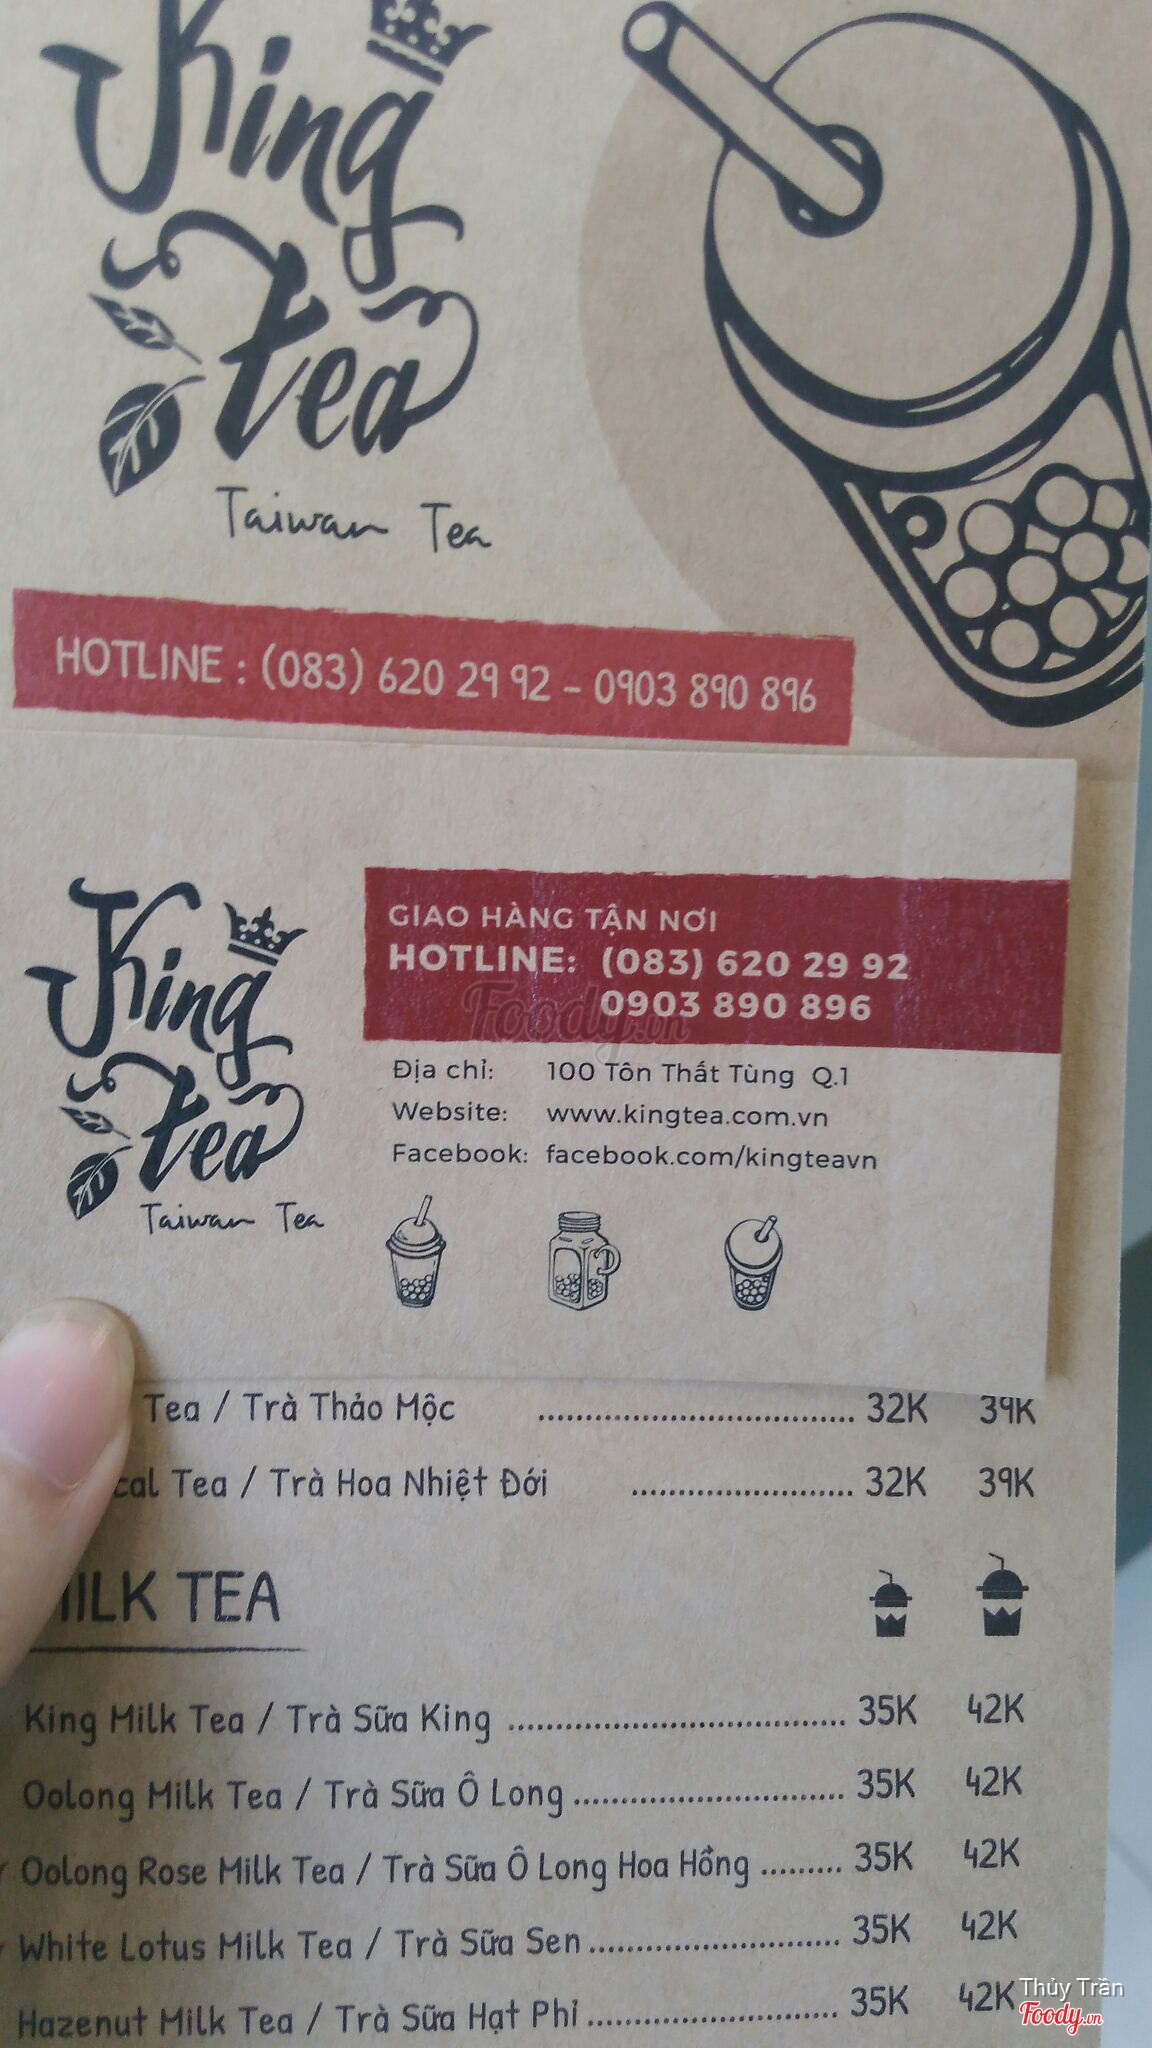 King
tea
Taiwan Tea
HOTLINE : (083) 620 29 92 - 0903 890 896
King
tea
Taiwan Tea
GIAO HÀNG TẬN NƠI
HOTLINE: (083) 620 29 92
0903 890 896
Foody.vn
Địa chỉ: 100 Tôn Thất Tùng Q.1
Website: www.kingtea.com.vn
Facebook: facebook.com/kingteavn
Tea / Trà Thảo Mộc ........ 32K 39K
Tea / Trà Hoa Nhiệt Đới ........ 32K 39K
MILK TEA
King Milk Tea / Trà Sữa King ........ 35K 42K
Oolong Milk Tea / Trà Sữa Ô Long ........ 35K 42K
Oolong Rose Milk Tea / Trà Sữa Ô Long Hoa Hồng ........ 35K 42K
White Lotus Milk Tea / Trà Sữa Sen ........ 35K 42K
Hazenut Milk Tea / Trà Sữa Hạt Phỉ ........ 35K 42K
Thủy Trần
Foody.vn